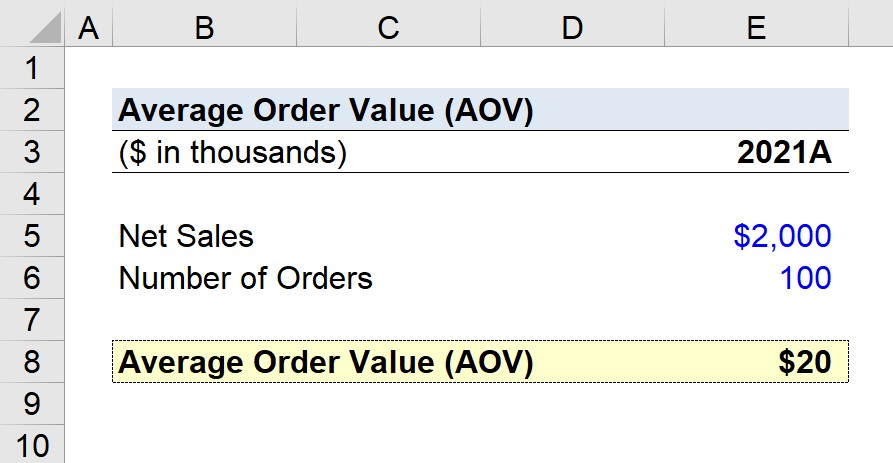 A B C D E
1
2 Average Order Value (AOV)
3 ($ in thousands) 2021A
4
5 Net Sales $2,000
6 Number of Orders 100
7
8 Average Order Value (AOV) $20
9
10